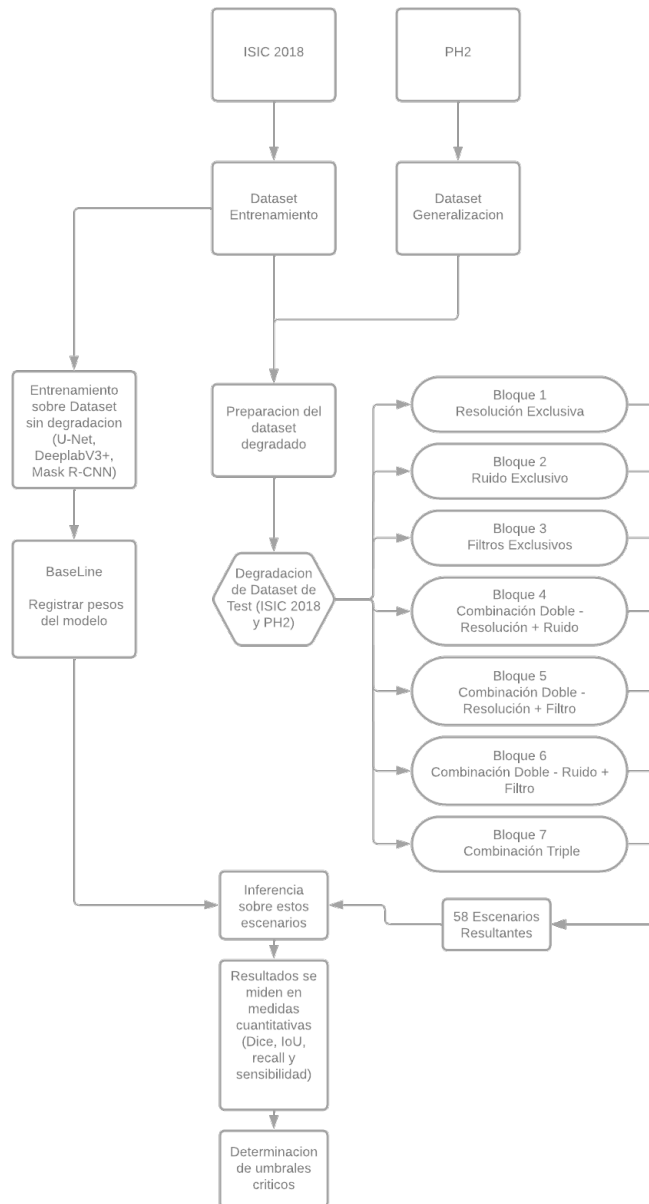 ISIC 2018
PH2
Dataset
Entrenamiento
Dataset
Generalizacion
Entrenamiento
sobre Dataset
sin degradacion
(U-Net,
DeeplabV3+,
Mask R-CNN)
Preparacion del
dataset
degradado
Bloque 1
Resolución Exclusiva
Bloque 2
Ruido Exclusivo
Bloque 3
Filtros Exclusivos
BaseLine
Registrar pesos
del modelo
Degradacion
de Dataset de
Test (ISIC 2018
y PH2)
Bloque 4
Combinación Doble -
Resolución + Ruido
Bloque 5
Combinación Doble -
Resolución + Filtro
Bloque 6
Combinación Doble - Ruido +
Filtro
Bloque 7
Combinación Triple
Inferencia
sobre estos
escenarios
58 Escenarios
Resultantes
Resultados se
miden en
medidas
cuantitativas
(Dice, IoU,
recall y
sensibilidad)
Determinacion
de umbrales
criticos